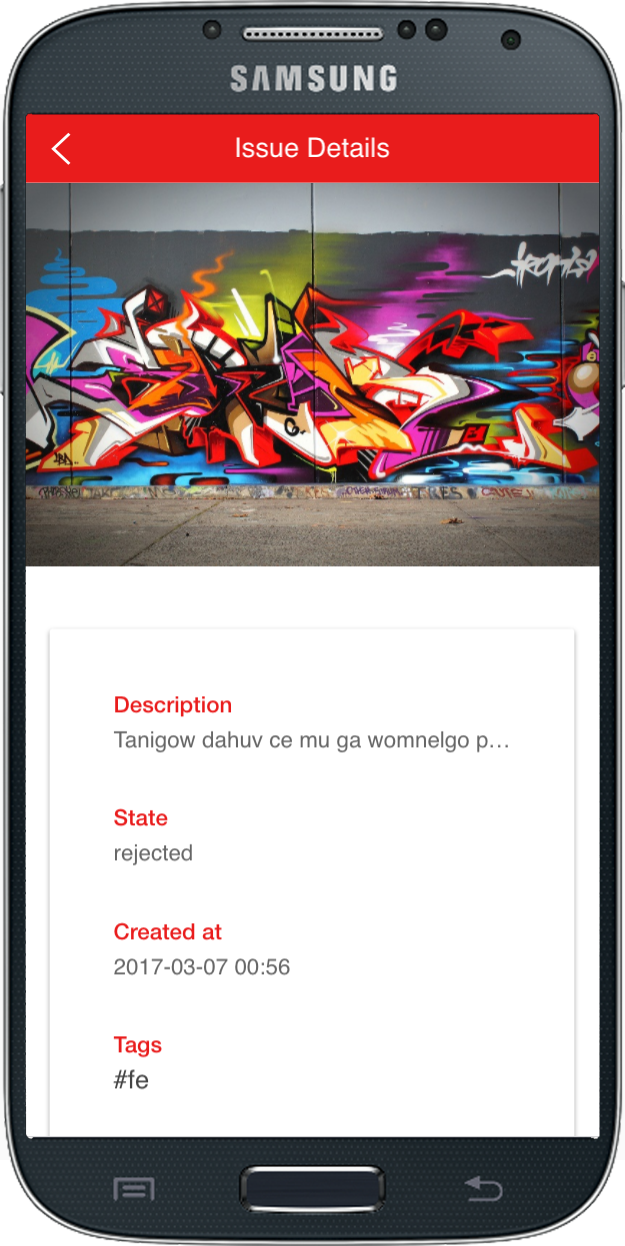 SAMSUNG
Issue Details
Description
Tanigow dahuv ce mu ga womnelgo p…
State
rejected
Created at
2017-03-07 00:56
Tags
#fe